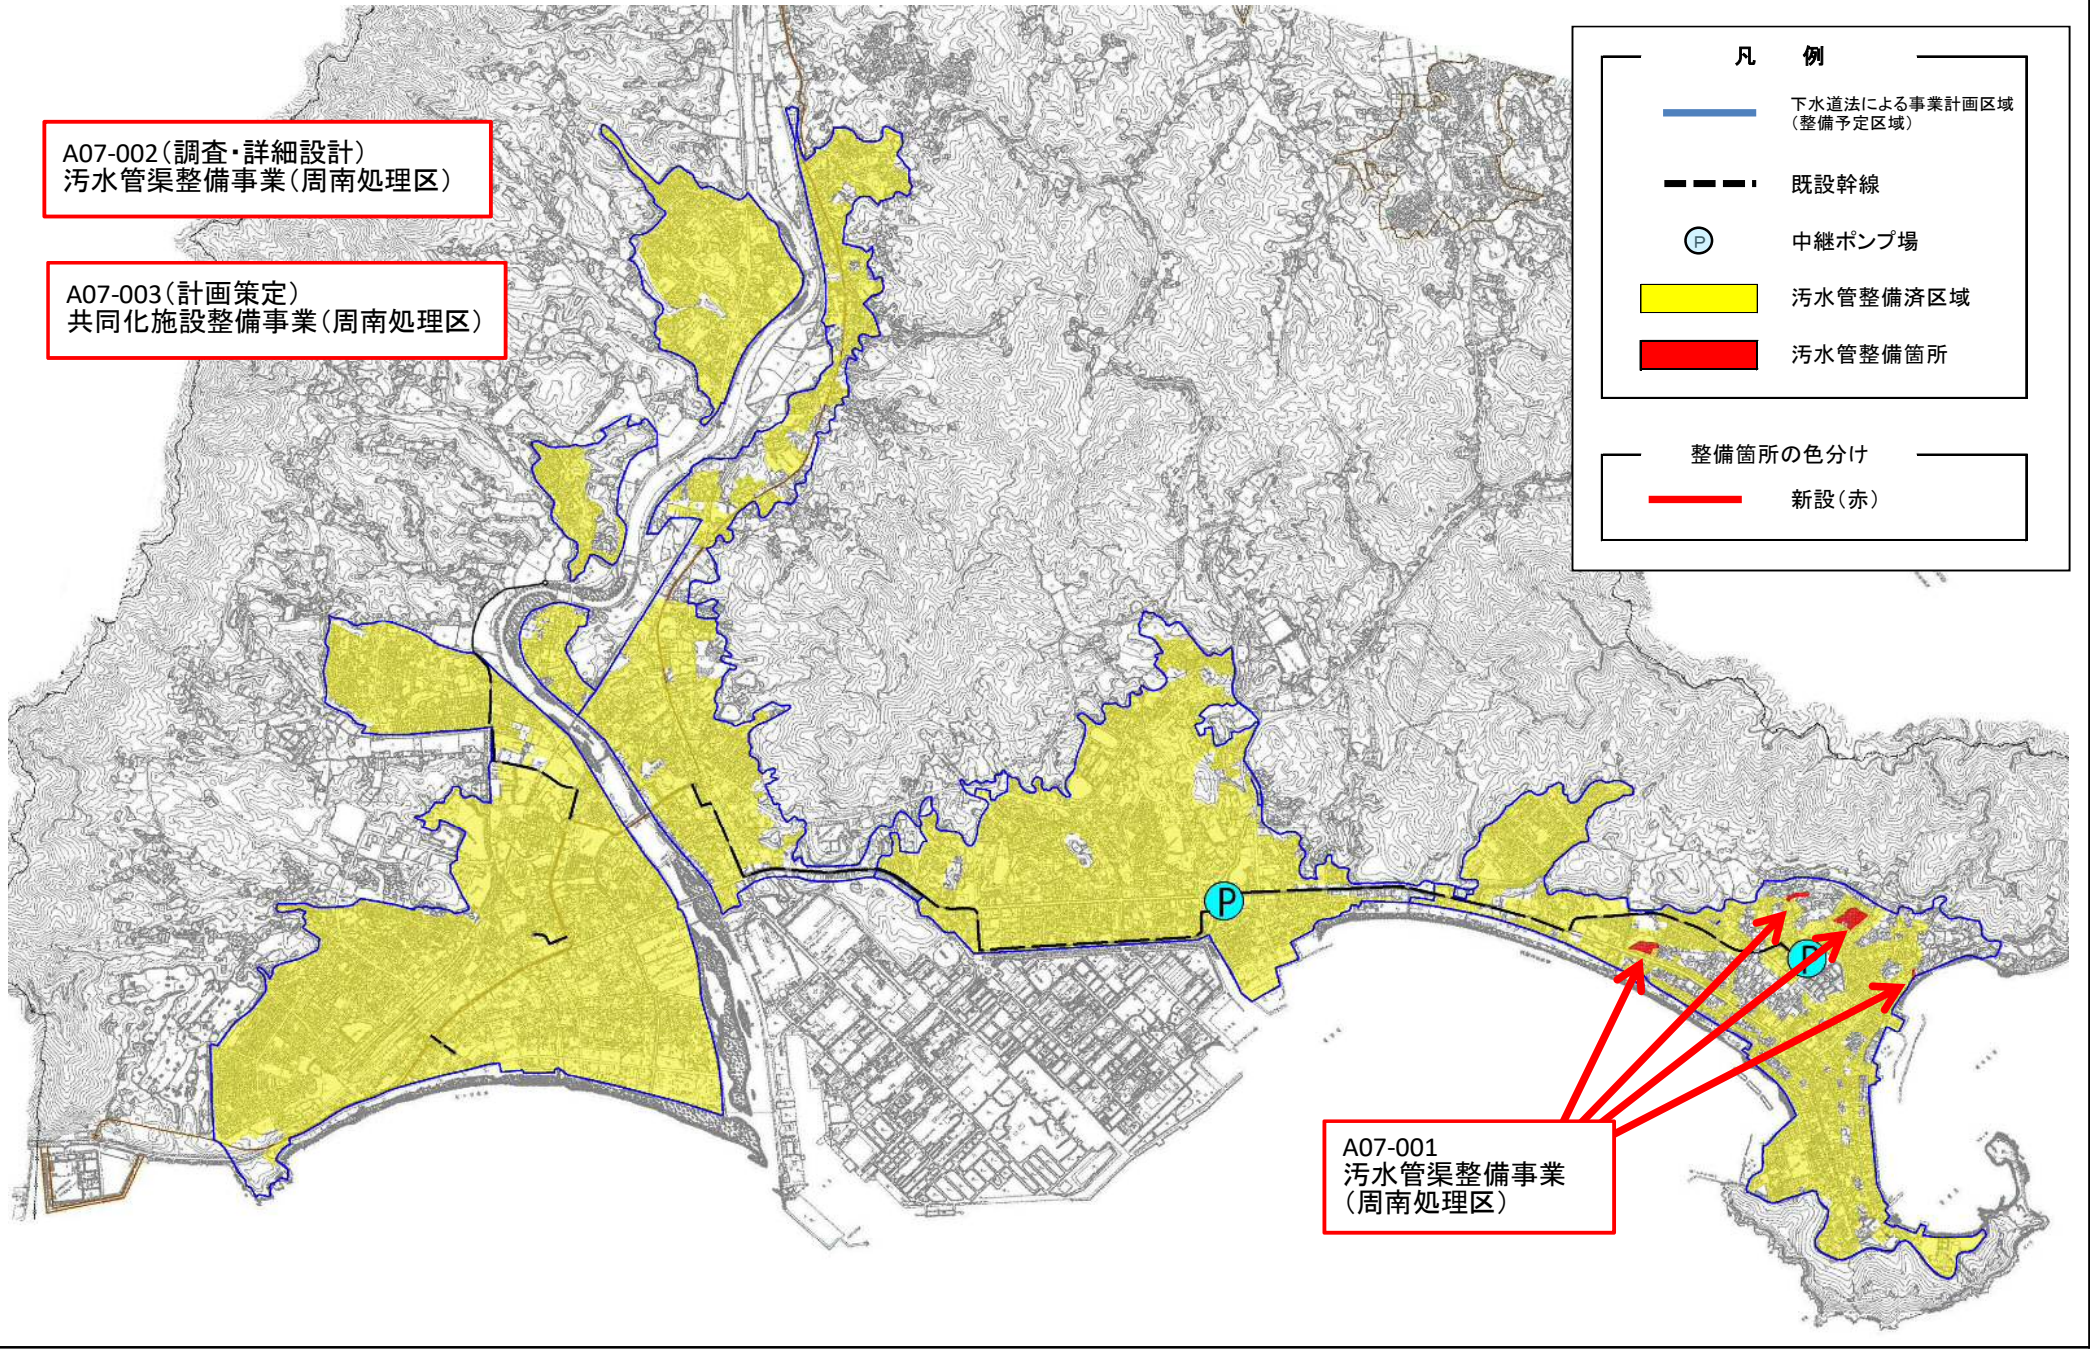 A07-002（調査・詳細設計）
汚水管渠整備事業（周南処理区）
A07-003（計画策定）
共同化施設整備事業（周南処理区）
凡　例
下水道法による事業計画区域
（整備予定区域）
既設幹線
P
中継ポンプ場
汚水管整備済区域
汚水管整備箇所
整備箇所の色分け
新設（赤）
P
P
A07-001
汚水管渠整備事業
（周南処理区）